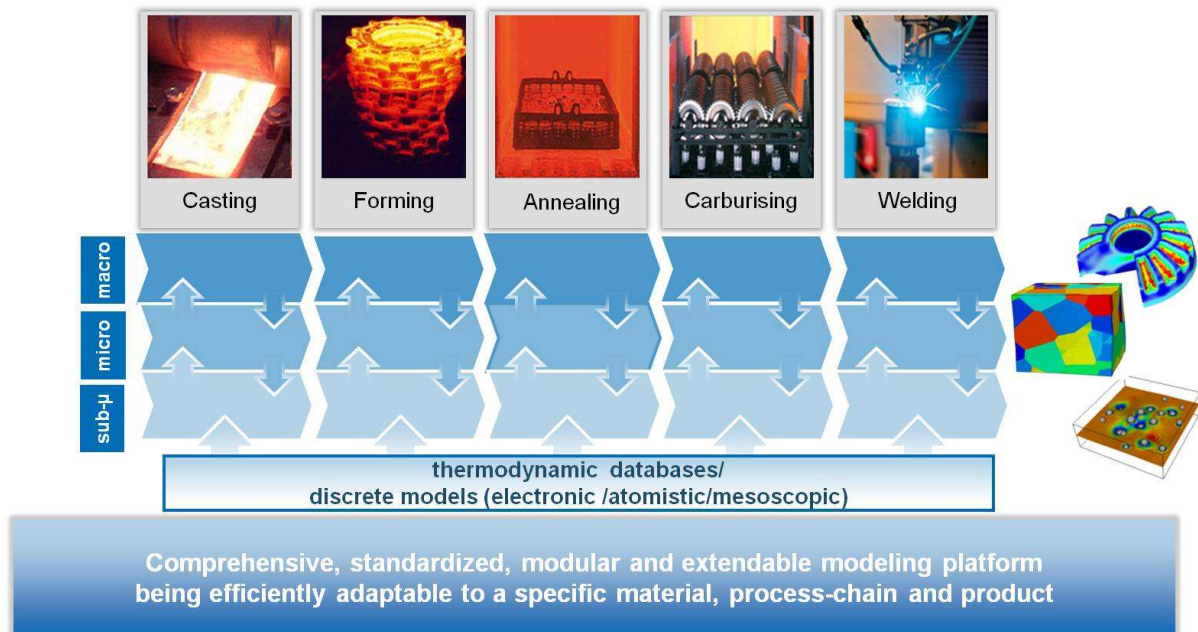 Casting
Forming
Annealing
Carburising
Welding
macro
micro
sub-μ
thermodynamic databases/
discrete models (electronic /atomistic/mesoscopic)
Comprehensive, standardized, modular and extendable modeling platform
being efficiently adaptable to a specific material, process-chain and product